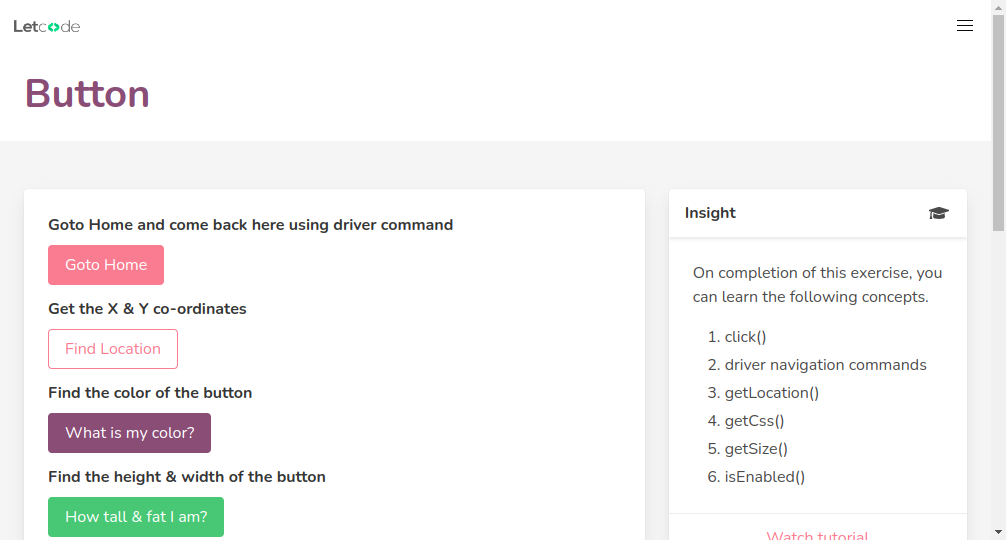 Letcode
Button
Goto Home and come back here using driver command
Goto Home
Get the X & Y co-ordinates
Find Location
Find the color of the button
What is my color?
Find the height & width of the button
How tall & fat I am?
Insight
On completion of this exercise, you
can learn the following concepts.
1. click()
2. driver navigation commands
3. getLocation()
4. getCss()
5. getSize()
6. isEnabled()
Watch tutorial